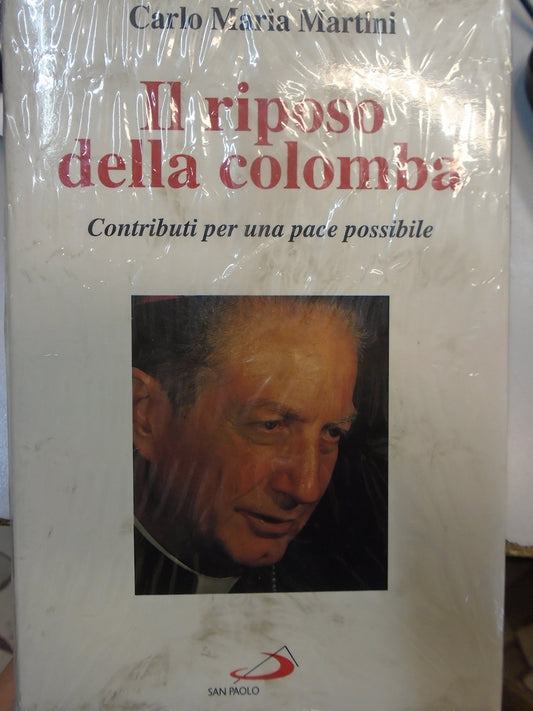 Carlo Maria Martini
Il riposo
della colomba
Contributi per una pace possibile
SAN PAOLO